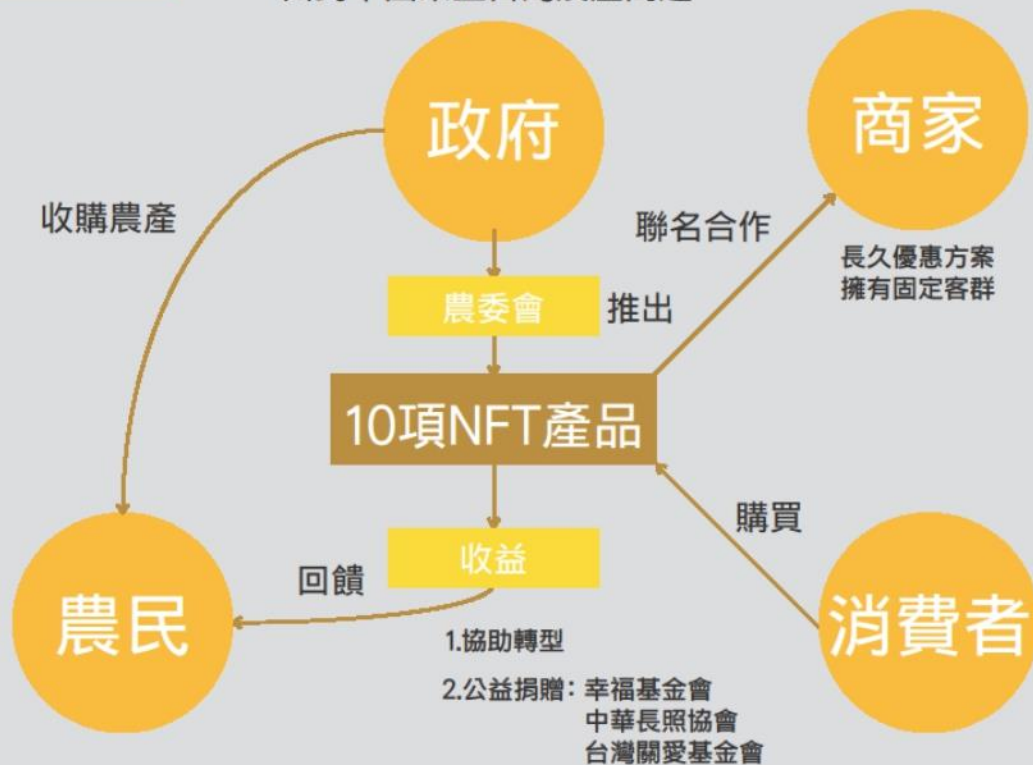 政府
商家
收購農產
聯名合作
長久優惠方案
擁有固定客群
農委會
推出
10項NFT產品
購買
收益
回饋
農民
消費者
1.協助轉型
2.公益捐贈：幸福基金會
中華長照協會
台灣關愛基金會